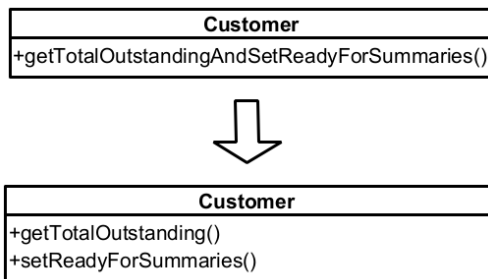 Customer
+getTotalOutstandingAndSetReadyForSummaries()
Customer
+getTotalOutstanding()
+setReadyForSummaries()